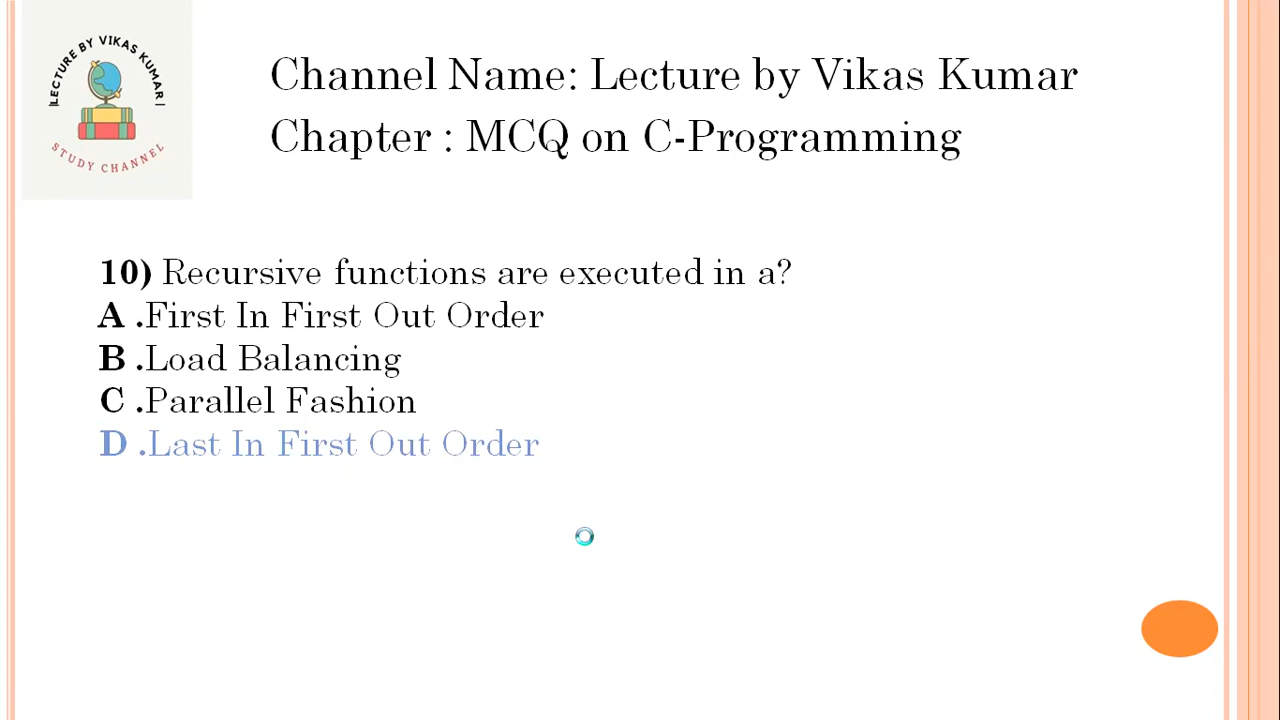 |LECTURE BY VIKAS KUMAR|
STUDY CHANNEL
Channel Name: Lecture by Vikas Kumar
Chapter : MCQ on C-Programming
10) Recursive functions are executed in a?
A .First In First Out Order
B .Load Balancing
C .Parallel Fashion
D .Last In First Out Order